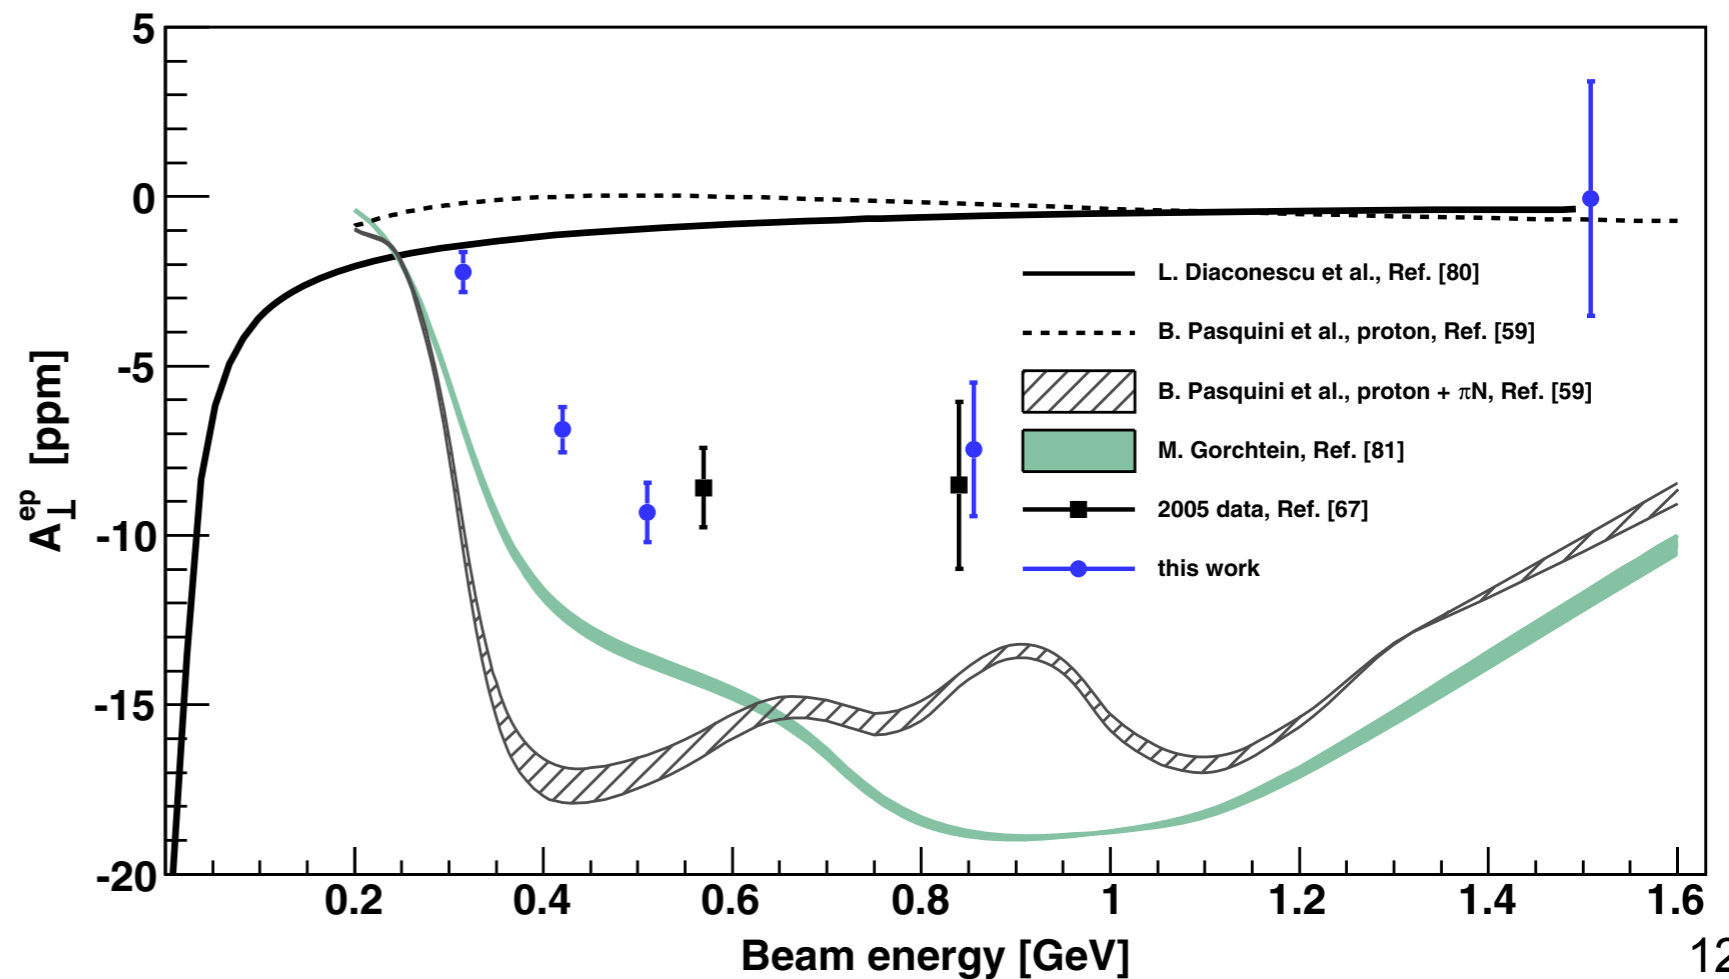 5
0
-5
-10
-15
-20
A⊥^ep [ppm]
L. Diaconescu et al., Ref. [80]
B. Pasquini et al., proton, Ref. [59]
B. Pasquini et al., proton + πN, Ref. [59]
M. Gorchtein, Ref. [81]
2005 data, Ref. [67]
this work
0.2 0.4 0.6 0.8 1 1.2 1.4 1.6
Beam energy [GeV]
12